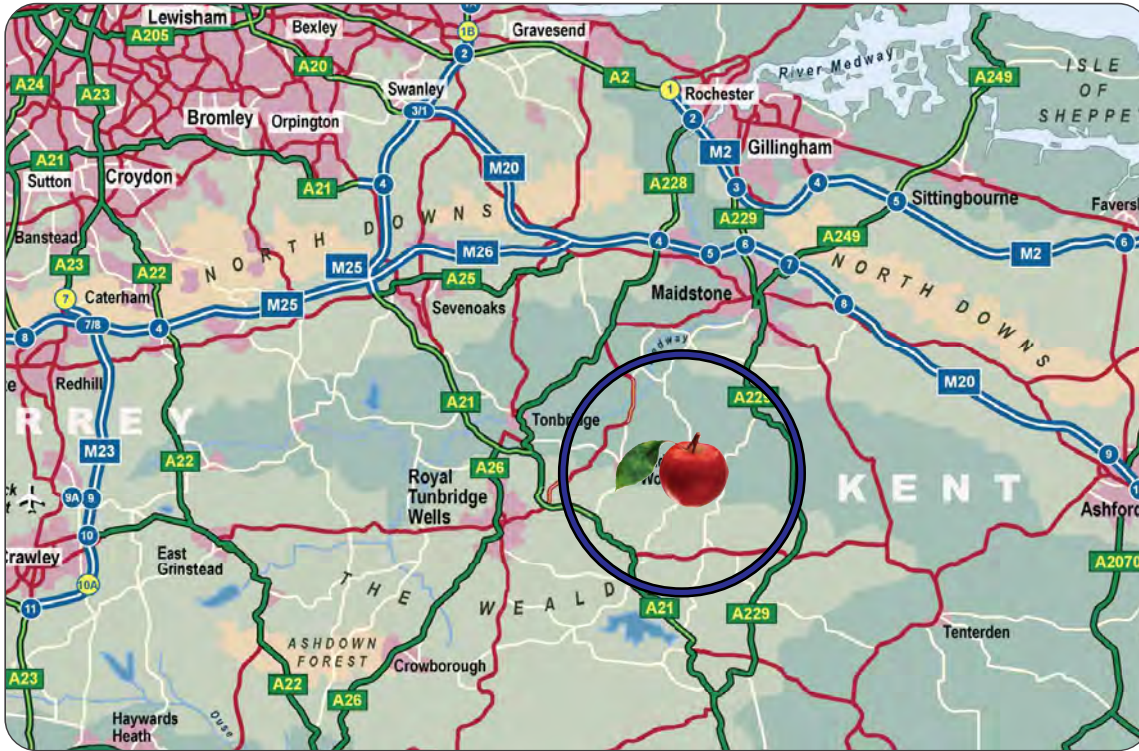 Lewisham
Bexley
1B
Gravesend
A205
2
A20
A2
River Medway
A249
ISLE
OF
SHEPPE
A24
A23
Swanley
1
Rochester
3/1
2
Bromley
Orpington
M2
Gillingham
A21
Croydon
M20
Sutton
A21
4
A228
3
4
A229
5
Sittingbourne
Faversh
NORTH DOWNS
Banstead
A249
A23
A22
M26
4
5
6
M2
6
M25
7
A25
NORTH DOWNS
7
Caterham
M25
Sevenoaks
Maidstone
8
8
7/8
4
edway
M20
Redhill
A21
A229
RREY
Tonbridge
M23
A22
A26
Royal
Tunbridge
Wells
KENT
9
9A
9
Ashford
10
Crawley
East
Grinstead
A2070
10A
THE WEALD
11
A21
A229
Tenterden
ASHDOWN
FOREST
Crowborough
A23
A22
A26
Haywards
Heath
Ouse